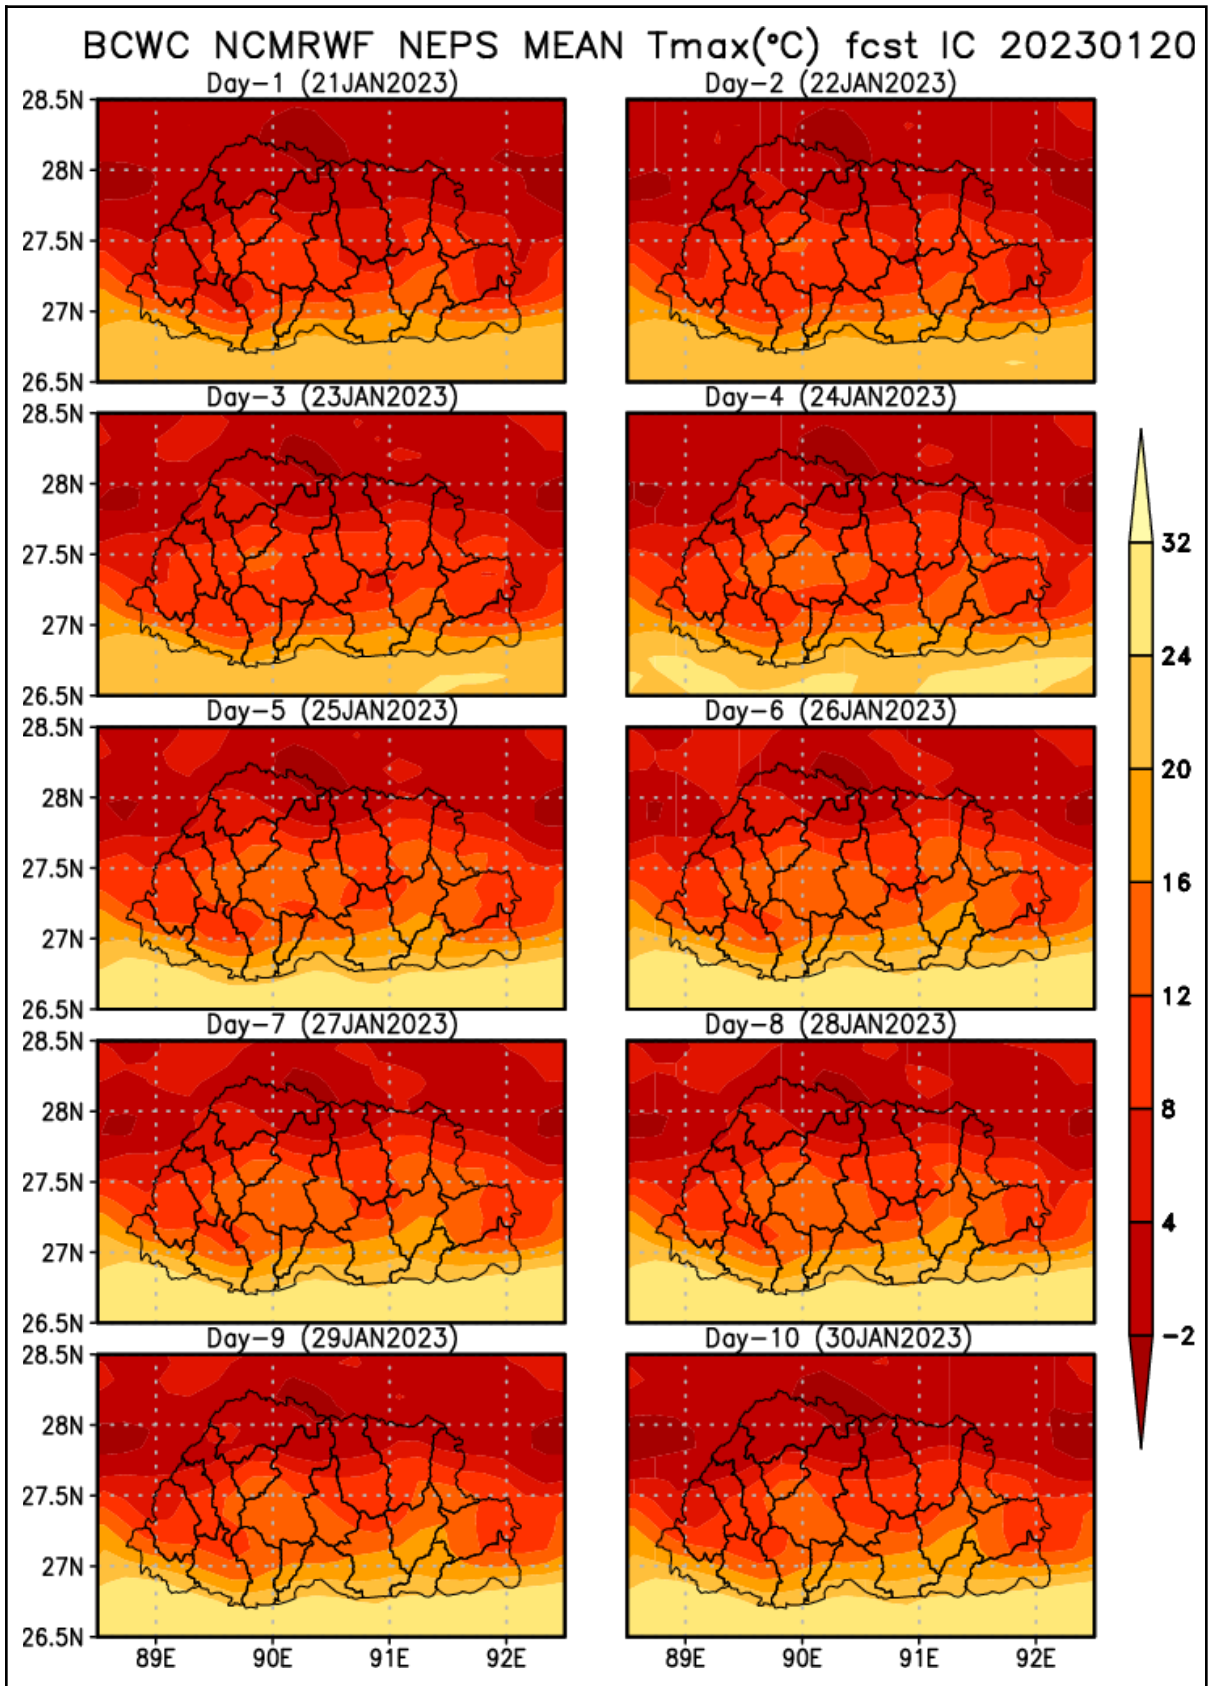 BCWC NCMRWF NEPS MEAN Tmax(°C) fcst IC 20230120
Day-1 (21JAN2023)
Day-2 (22JAN2023)
28.5N
28N
27.5N
27N
26.5N
Day-3 (23JAN2023)
Day-4 (24JAN2023)
28.5N
28N
27.5N
27N
26.5N
Day-5 (25JAN2023)
Day-6 (26JAN2023)
28.5N
28N
27.5N
27N
26.5N
Day-7 (27JAN2023)
Day-8 (28JAN2023)
28.5N
28N
27.5N
27N
26.5N
Day-9 (29JAN2023)
Day-10 (30JAN2023)
28.5N
28N
27.5N
27N
26.5N
89E 90E 91E 92E
89E 90E 91E 92E
32
24
20
16
12
8
4
-2